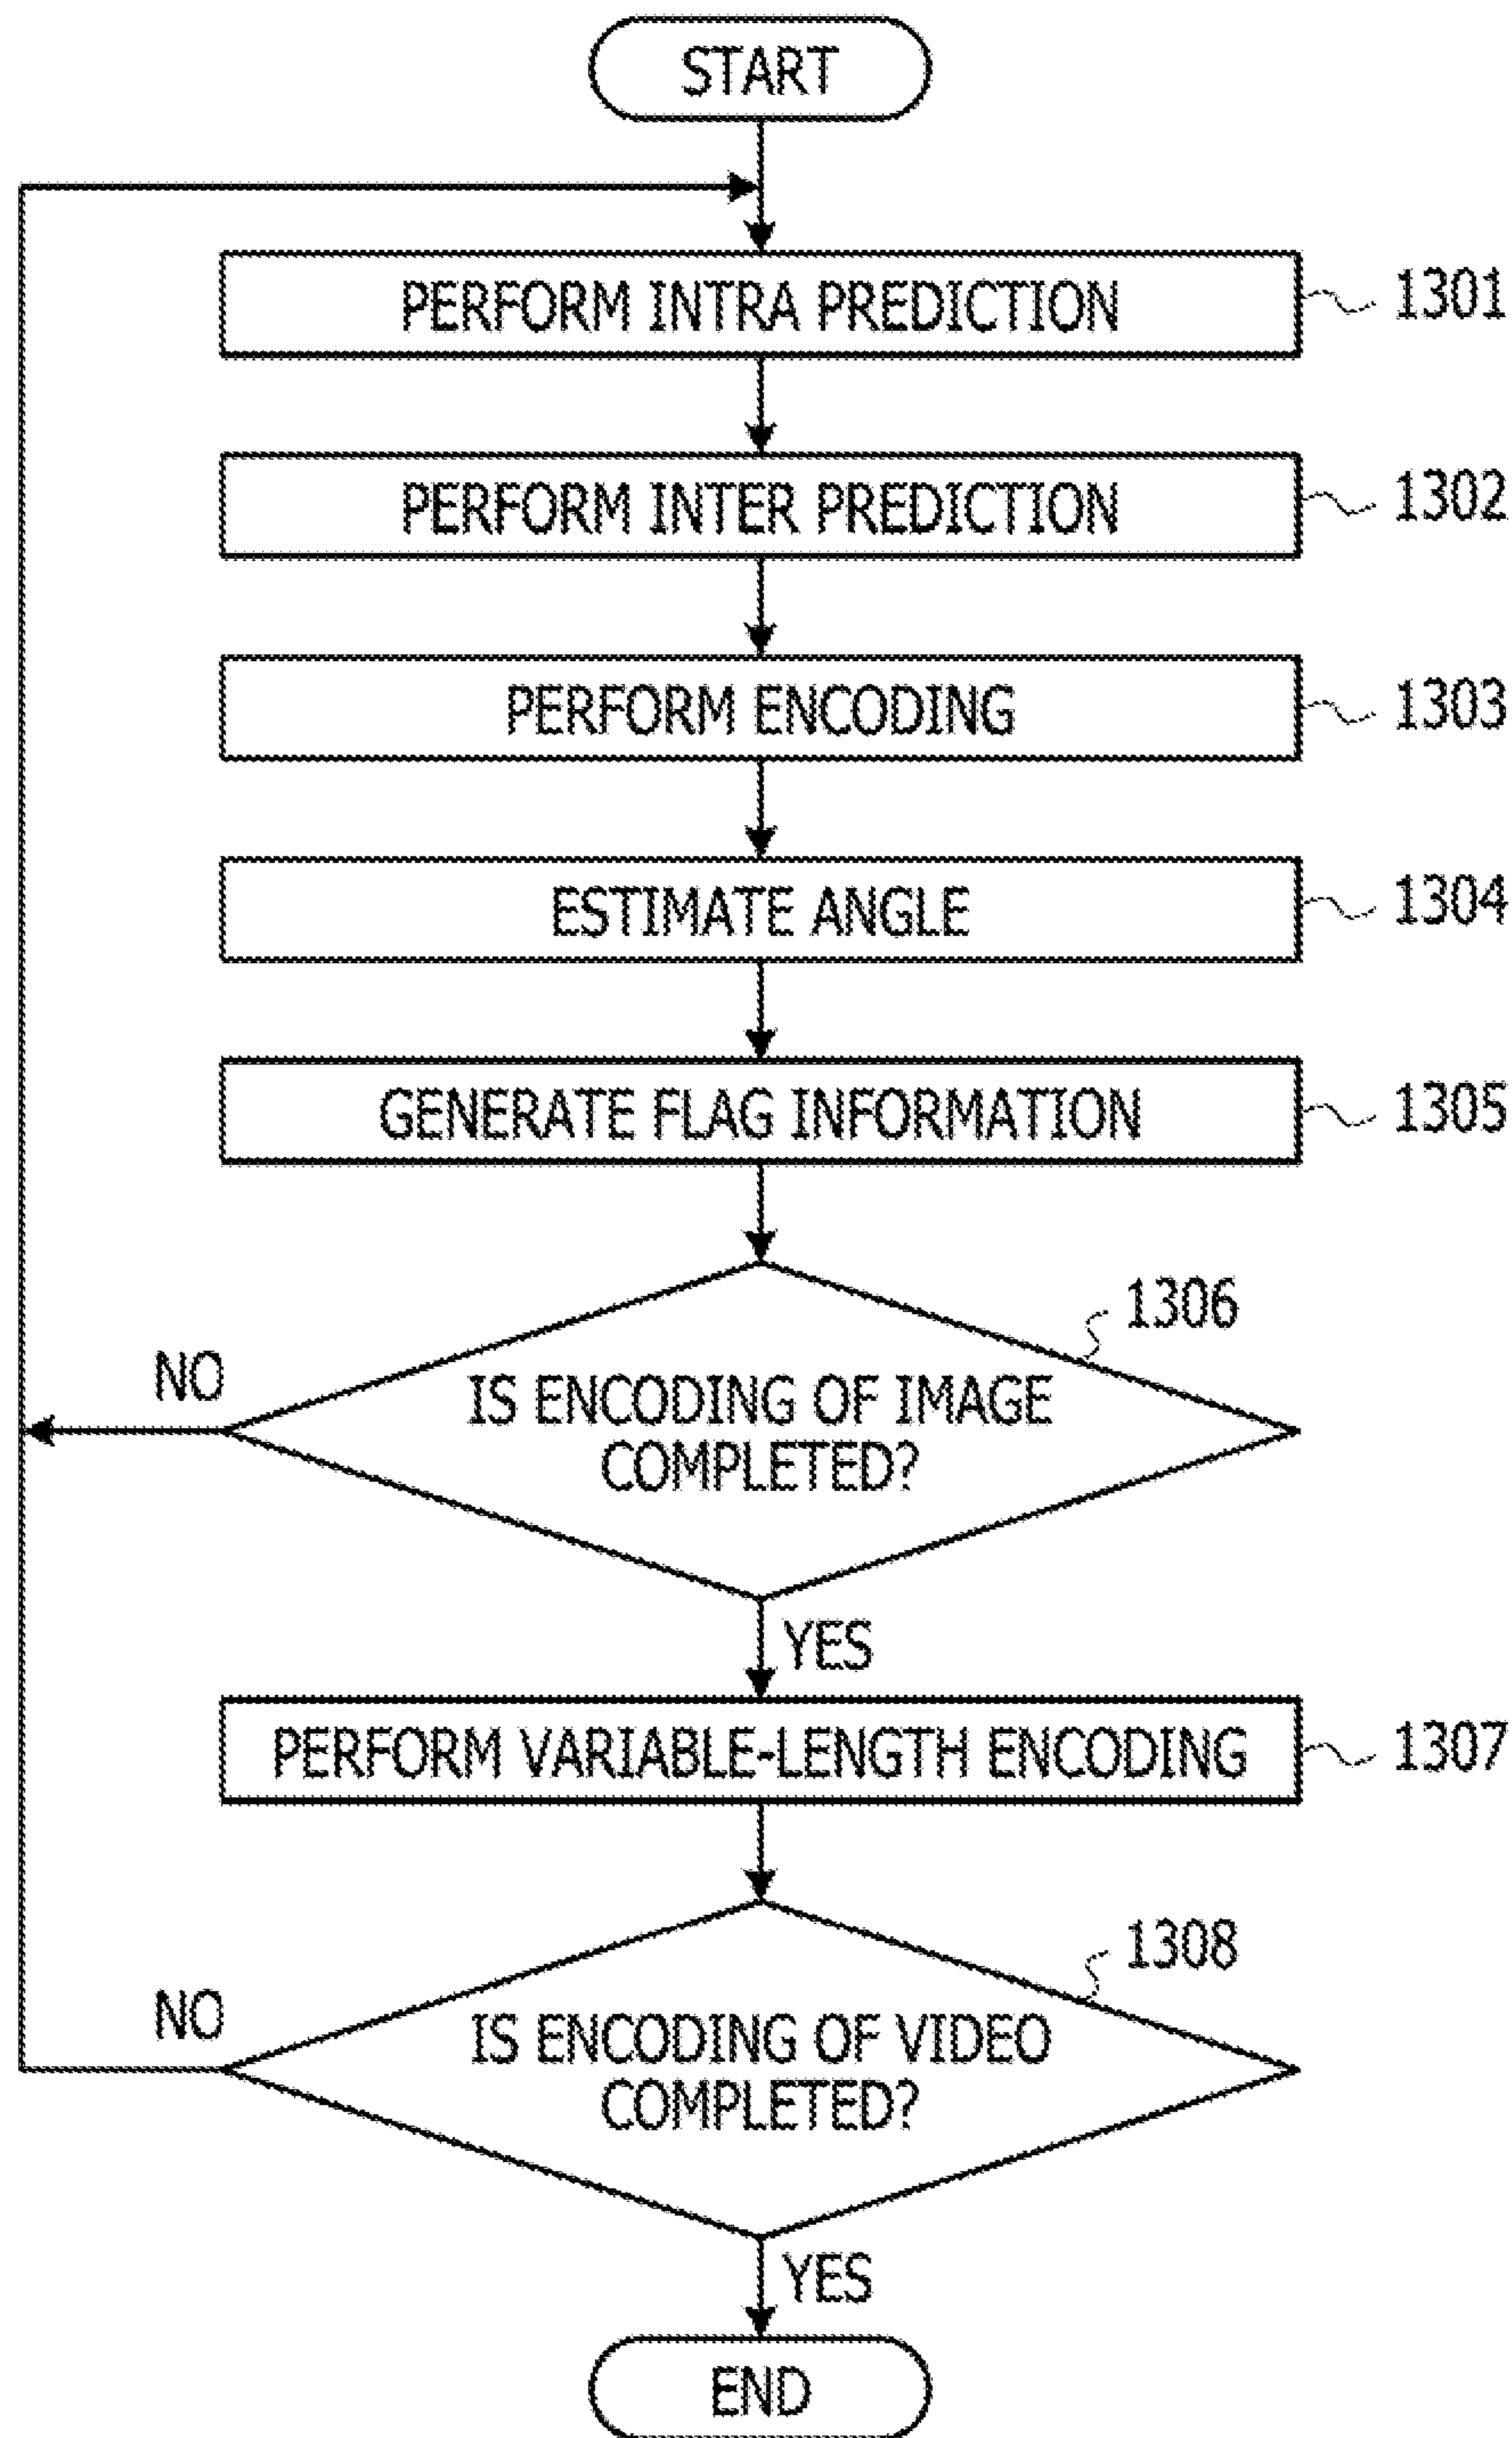 START
PERFORM INTRA PREDICTION
1301
PERFORM INTER PREDICTION
1302
PERFORM ENCODING
1303
ESTIMATE ANGLE
1304
GENERATE FLAG INFORMATION
1305
1306
NO
IS ENCODING OF IMAGE
COMPLETED?
YES
PERFORM VARIABLE-LENGTH ENCODING
1307
1308
NO
IS ENCODING OF VIDEO
COMPLETED?
YES
END